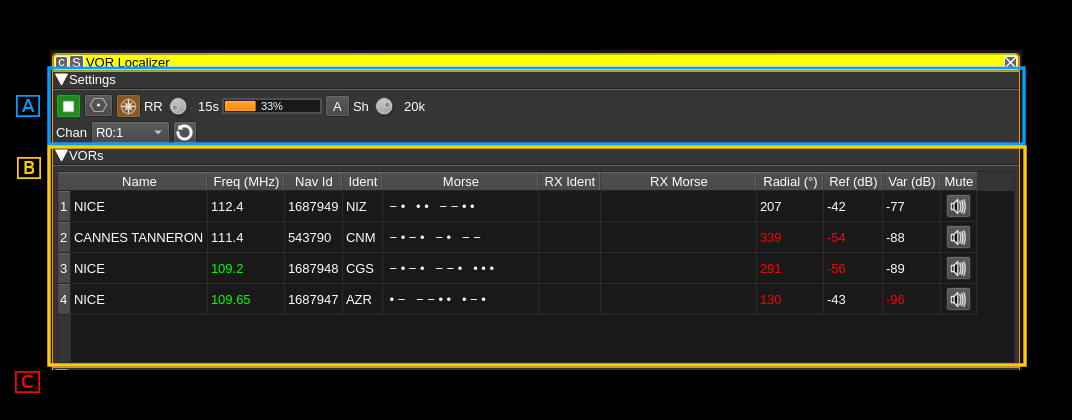 C S VOR Localizer
A
Settings
RR 15s 33% A Sh 20k
Chan R0:1
B
VORs
Name Freq (MHz) Nav Id Ident Morse RX Ident RX Morse Radial (°) Ref (dB) Var (dB) Mute
1 NICE 112.4 1687949 NIZ −• •• −−•• 207 -42 -77
2 CANNES TANNERON 111.4 543790 CNM −•−• −• −− 339 -54 -88
3 NICE 109.2 1687948 CGS −•−• −−• ••• 291 -56 -89
4 NICE 109.65 1687947 AZR •− −−•• •−• 130 -43 -96
C